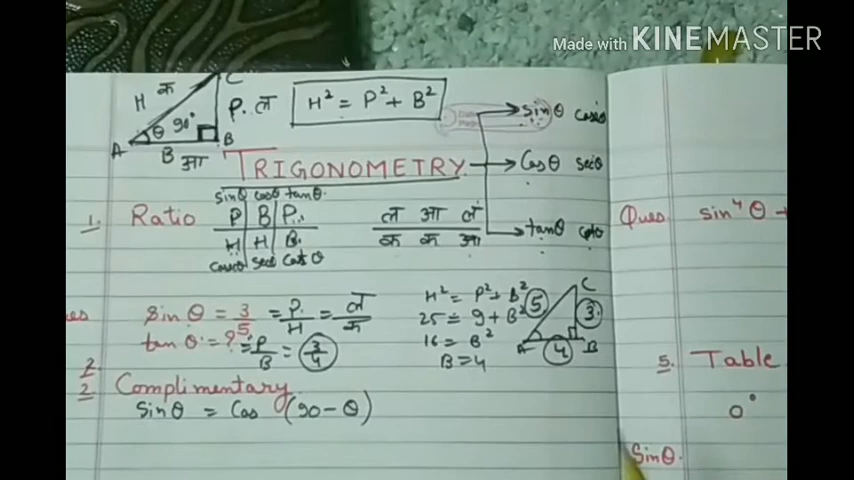 Made with KINEMASTER
C
H क
P. ल
H² = P² + B²
θ 90°
A B B
आ
sinθ cosecθ
TRIGONOMETRY
Cosθ secθ
tanθ cotθ
sinθ cosθ tanθ
1. Ratio
P B P
H H B
ल आ ल
क क आ
cosecθ secθ cotθ
Ques sin⁴θ +
Sinθ = 3/5 = P/H = ल/क
tanθ = ? = P/B = 3/4
H² = P² + B²
25 = 9 + B²
16 = B²
B = 4
C
5 3
A 4 B
2.
2 Complimentary
Sinθ = Cos (90 - θ)
5. Table
0°
Sinθ.